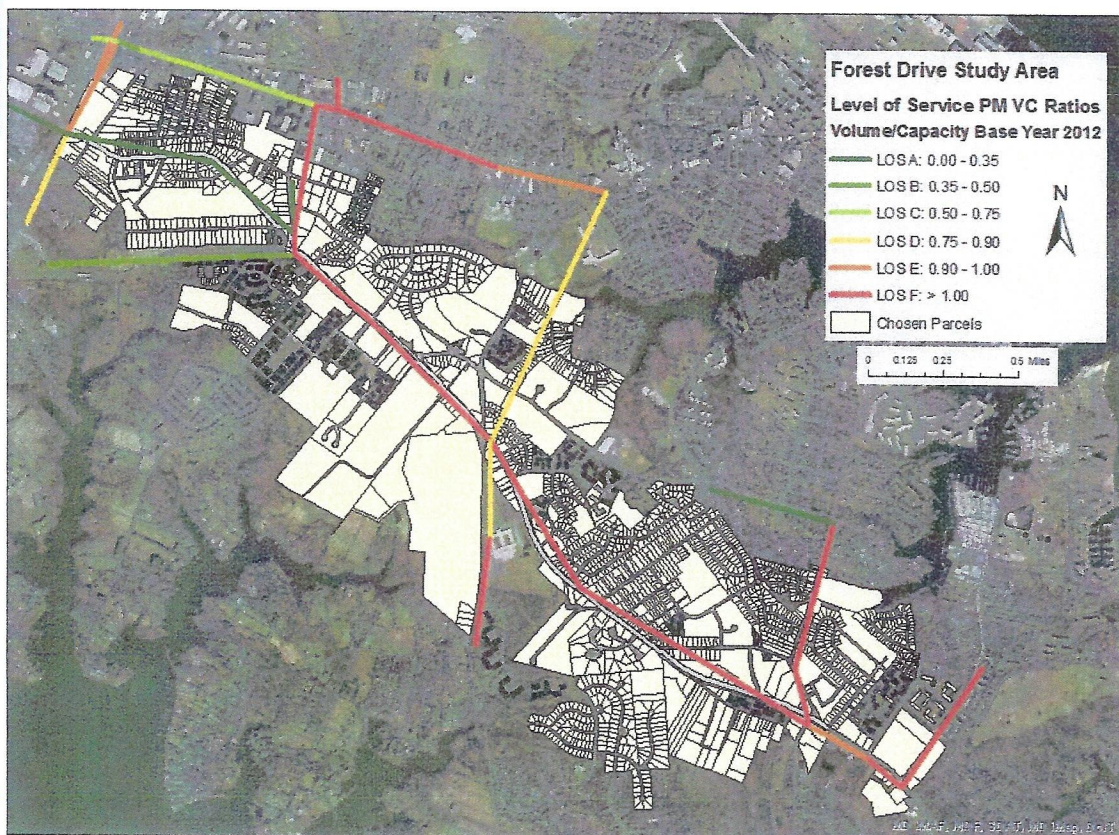 Forest Drive Study Area
Level of Service PM VC Ratios
Volume/Capacity Base Year 2012
LOS A: 0.00 - 0.35
LOS B: 0.35 - 0.50
LOS C: 0.50 - 0.75
LOS D: 0.75 - 0.90
LOS E: 0.90 - 1.00
LOS F: > 1.00
Chosen Parcels
N
0 0.125 0.25 0.5 Miles